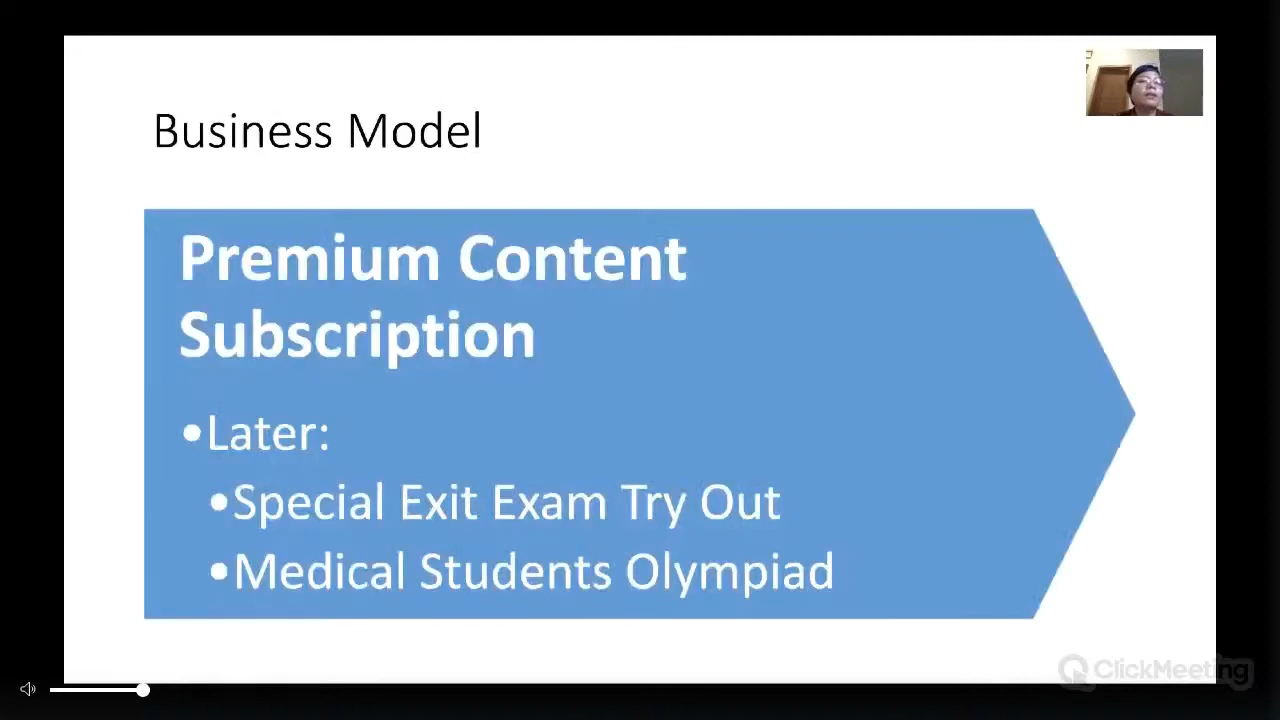 Business Model
Premium Content
Subscription
•Later:
•Special Exit Exam Try Out
•Medical Students Olympiad
ClickMeeting